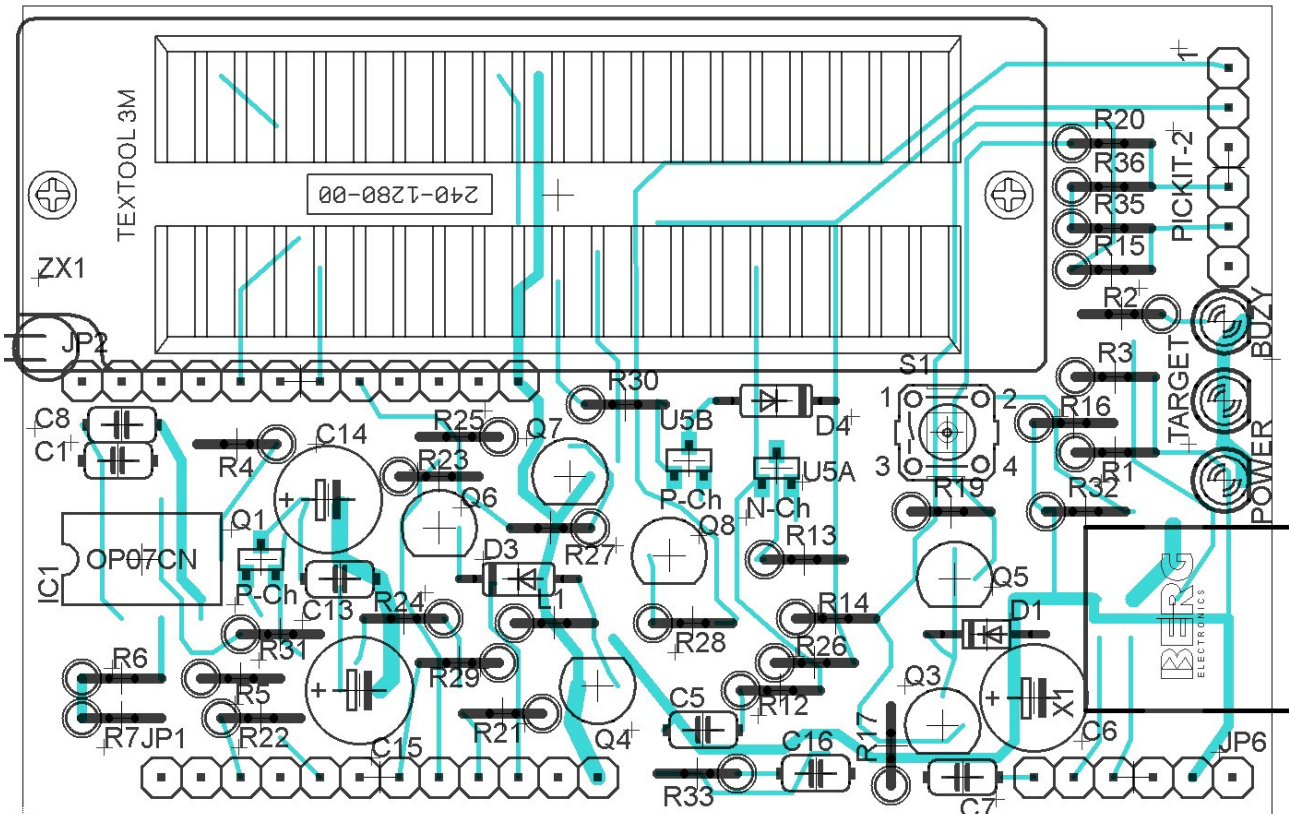 TEXTOOL 3M
240-1280-00
1
R20
R36
PICKIT-2
R35
R15
ZX1
R2
BUZY
JP2
R3
TARGET
S1
R30
1
2
D4
U5B
R16
C8
C14
R25
Q7
C1
R4
R23
3
4
R1
POWER
P-Ch
U5A
N-Ch
Q6
R19
R32
Q1
Q8
R27
OP07CN
IC1
D3
R13
BERG
ELECTRONICS
P-Ch
C13
Q5
R24
L1
R14
D1
R31
R28
R6
R29
R26
R5
Q3
C5
R12
X1
R7
JP1
R22
C15
R21
Q4
R17
C16
C6
JP6
R33
C7